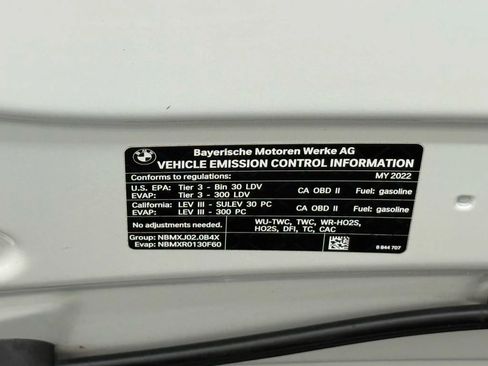 BMW
Bayerische Motoren Werke AG
VEHICLE EMISSION CONTROL INFORMATION
Conforms to regulations: MY 2022
U.S. EPA: Tier 3 - Bin 30 LDV CA OBD II Fuel: gasoline
EVAP: Tier 3 - 300 LDV
California: LEV III - SULEV 30 PC CA OBD II Fuel: gasoline
EVAP: LEV III - 300 PC
No adjustments needed. WU-TWC, TWC, WR-HO2S,
HO2S, DFI, TC, CAC
Group: NBMXJ02.0B4X
Evap: NBMXR0130F60
8 844 707